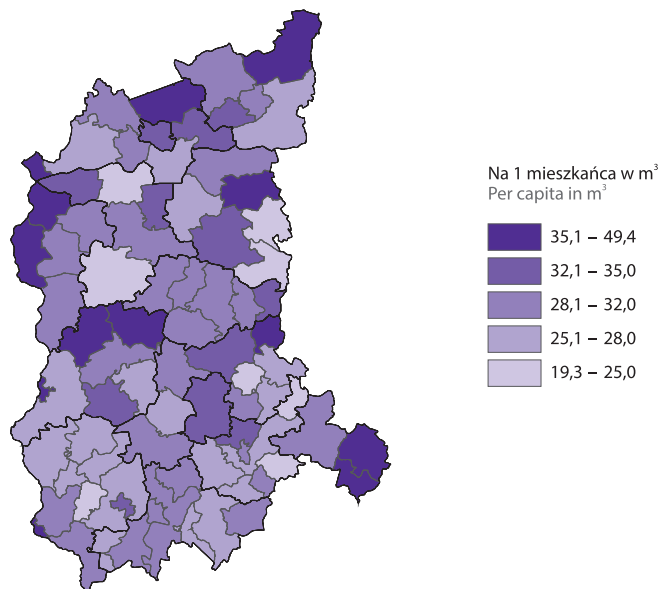 Na 1 mieszkańca w m³
Per capita in m³
35,1 – 49,4
32,1 – 35,0
28,1 – 32,0
25,1 – 28,0
19,3 – 25,0